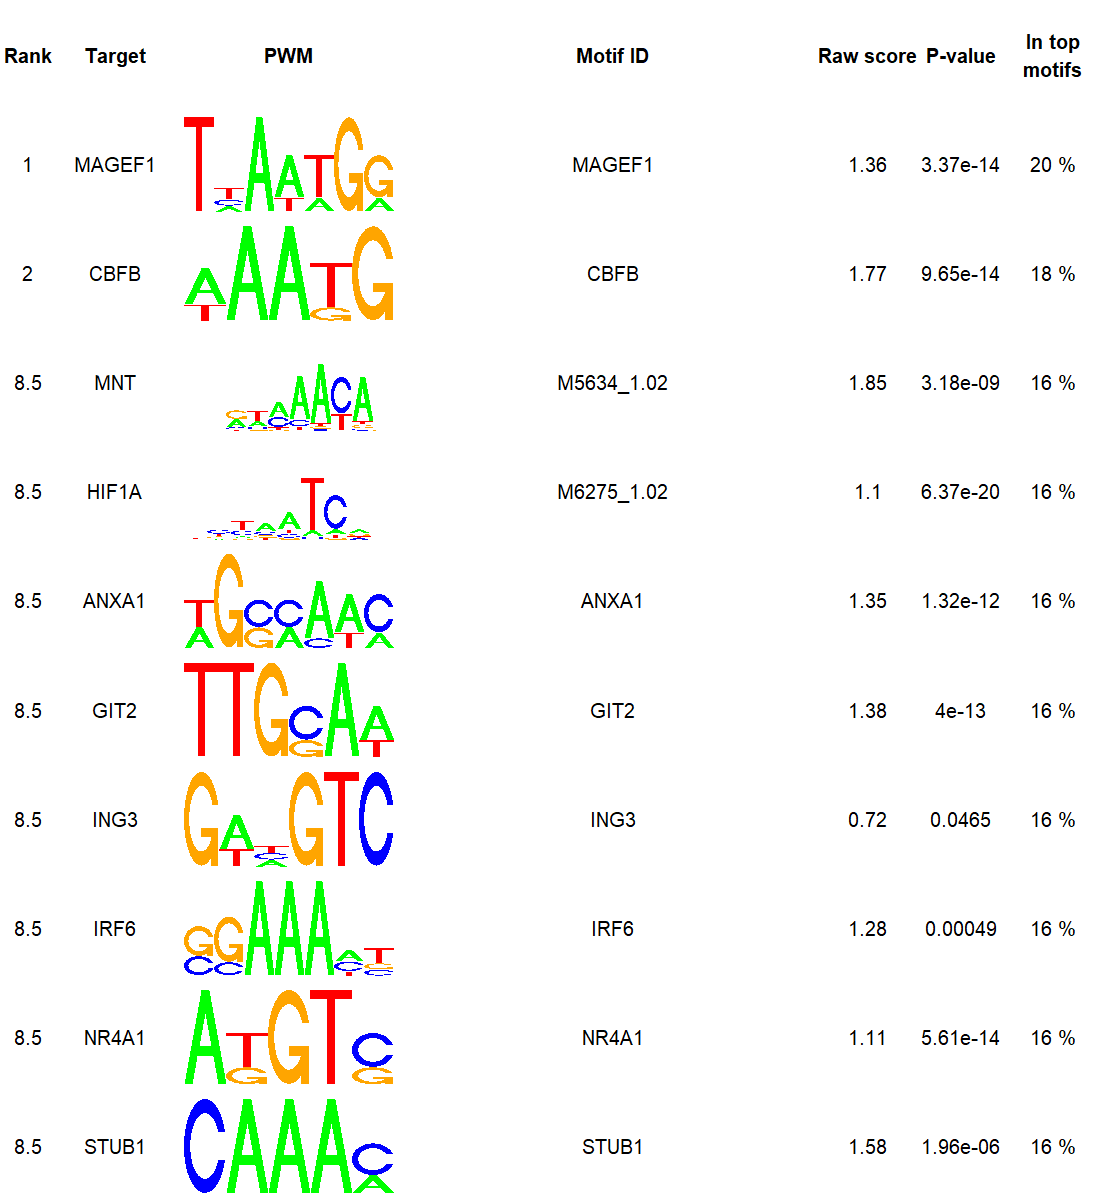 Rank Target PWM Motif ID Raw score P-value In top motifs
1 MAGEF1 MAGEF1 1.36 3.37e-14 20 %
2 CBFB CBFB 1.77 9.65e-14 18 %
8.5 MNT M5634_1.02 1.85 3.18e-09 16 %
8.5 HIF1A M6275_1.02 1.1 6.37e-20 16 %
8.5 ANXA1 ANXA1 1.35 1.32e-12 16 %
8.5 GIT2 GIT2 1.38 4e-13 16 %
8.5 ING3 ING3 0.72 0.0465 16 %
8.5 IRF6 IRF6 1.28 0.00049 16 %
8.5 NR4A1 NR4A1 1.11 5.61e-14 16 %
8.5 STUB1 STUB1 1.58 1.96e-06 16 %